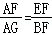 AF/AG = EF/BF